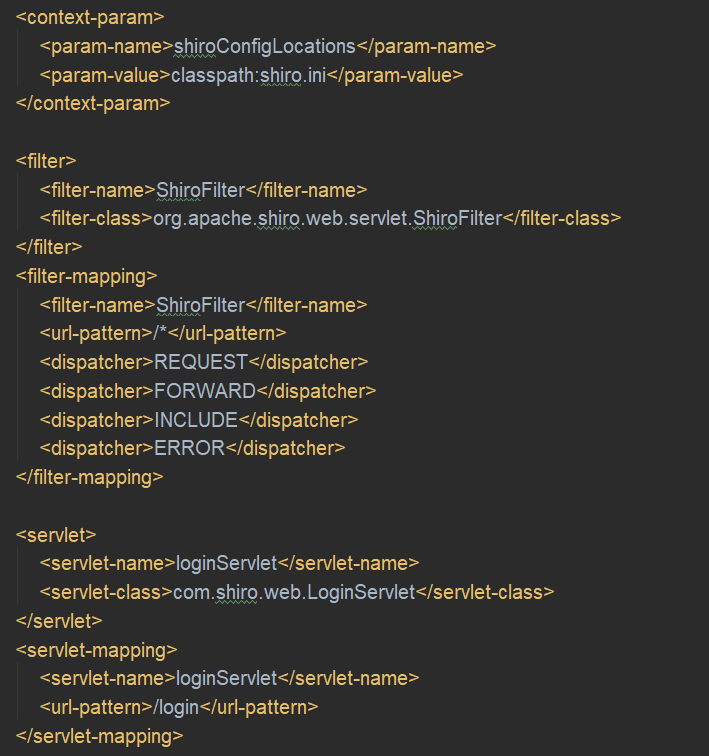 <context-param>
<param-name>shiroConfigLocations</param-name>
<param-value>classpath:shiro.ini</param-value>
</context-param>
<filter>
<filter-name>ShiroFilter</filter-name>
<filter-class>org.apache.shiro.web.servlet.ShiroFilter</filter-class>
</filter>
<filter-mapping>
<filter-name>ShiroFilter</filter-name>
<url-pattern>/*</url-pattern>
<dispatcher>REQUEST</dispatcher>
<dispatcher>FORWARD</dispatcher>
<dispatcher>INCLUDE</dispatcher>
<dispatcher>ERROR</dispatcher>
</filter-mapping>
<servlet>
<servlet-name>loginServlet</servlet-name>
<servlet-class>com.shiro.web.LoginServlet</servlet-class>
</servlet>
<servlet-mapping>
<servlet-name>loginServlet</servlet-name>
<url-pattern>/login</url-pattern>
</servlet-mapping>